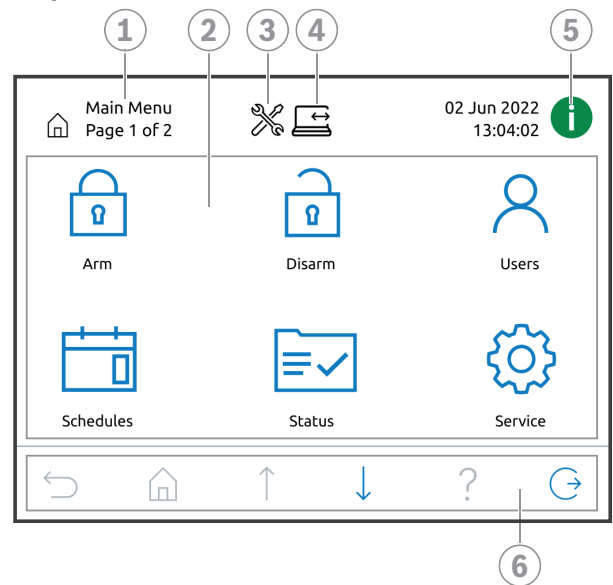 1 2 3 4 5
Main Menu 02 Jun 2022
Page 1 of 2 13:04:02 i
Arm Disarm Users
Schedules Status Service
?
6